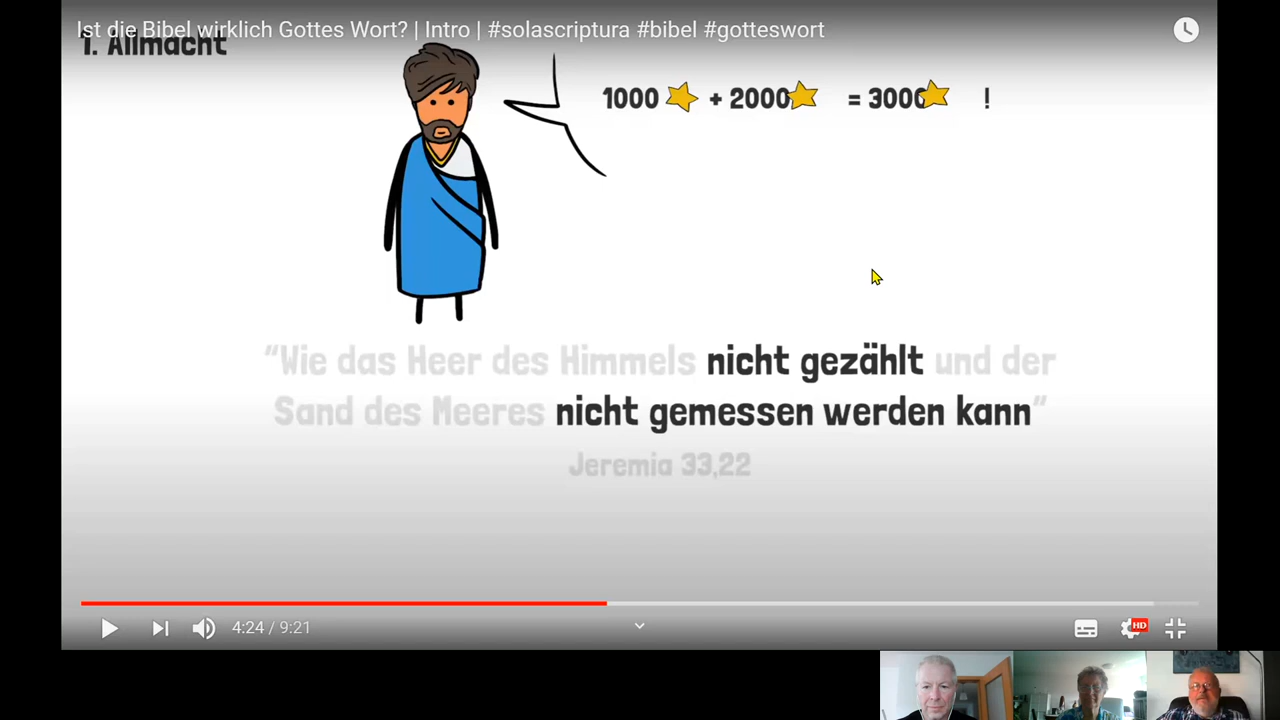 Ist die Bibel wirklich Gottes Wort? | Intro | #solascriptura #bibel #gotteswort
1. Allmacht
1000 + 2000 = 3000 !
"Wie das Heer des Himmels nicht gezählt und der
Sand des Meeres nicht gemessen werden kann"
Jeremia 33,22
4:24 / 9:21
HD